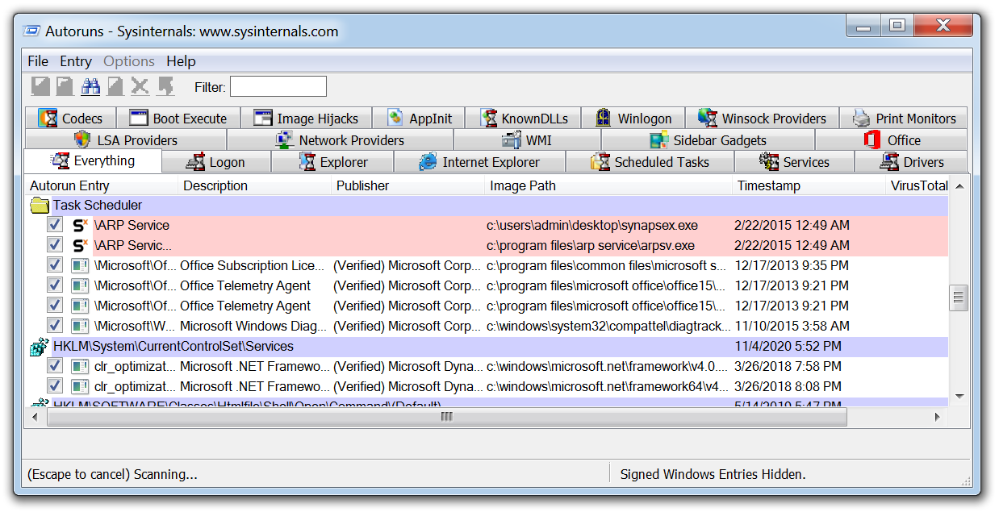 Autoruns - Sysinternals: www.sysinternals.com
File Entry Options Help
Filter:
Codecs Boot Execute Image Hijacks AppInit KnownDLLs Winlogon Winsock Providers Print Monitors
LSA Providers Network Providers WMI Sidebar Gadgets Office
Everything Logon Explorer Internet Explorer Scheduled Tasks Services Drivers
Autorun Entry Description Publisher Image Path Timestamp VirusTotal
Task Scheduler
\ARP Service c:\users\admin\desktop\synapsex.exe 2/22/2015 12:49 AM
\ARP Servic... c:\program files\arp service\arpsv.exe 2/22/2015 12:49 AM
\Microsoft\Of... Office Subscription Lice... (Verified) Microsoft Corp... c:\program files\common files\microsoft s... 12/17/2013 9:35 PM
\Microsoft\Of... Office Telemetry Agent (Verified) Microsoft Corp... c:\program files\microsoft office\office15\... 12/17/2013 9:21 PM
\Microsoft\Of... Office Telemetry Agent (Verified) Microsoft Corp... c:\program files\microsoft office\office15\... 12/17/2013 9:21 PM
\Microsoft\W... Microsoft Windows Diag... (Verified) Microsoft Corp... c:\windows\system32\compattel\diagtrack... 11/10/2015 3:58 AM
HKLM\System\CurrentControlSet\Services 11/4/2020 5:52 PM
clr_optimizat... Microsoft .NET Framewo... (Verified) Microsoft Dyna... c:\windows\microsoft.net\framework\v4.0.... 3/26/2018 7:58 PM
clr_optimizat... Microsoft .NET Framewo... (Verified) Microsoft Dyna... c:\windows\microsoft.net\framework64\v4... 3/26/2018 8:08 PM
HKLM\SOFTWARE\Classes\Htmlfile\Shell\Open\Command\(Default) 5/14/2019 5:47 PM
(Escape to cancel) Scanning... Signed Windows Entries Hidden.